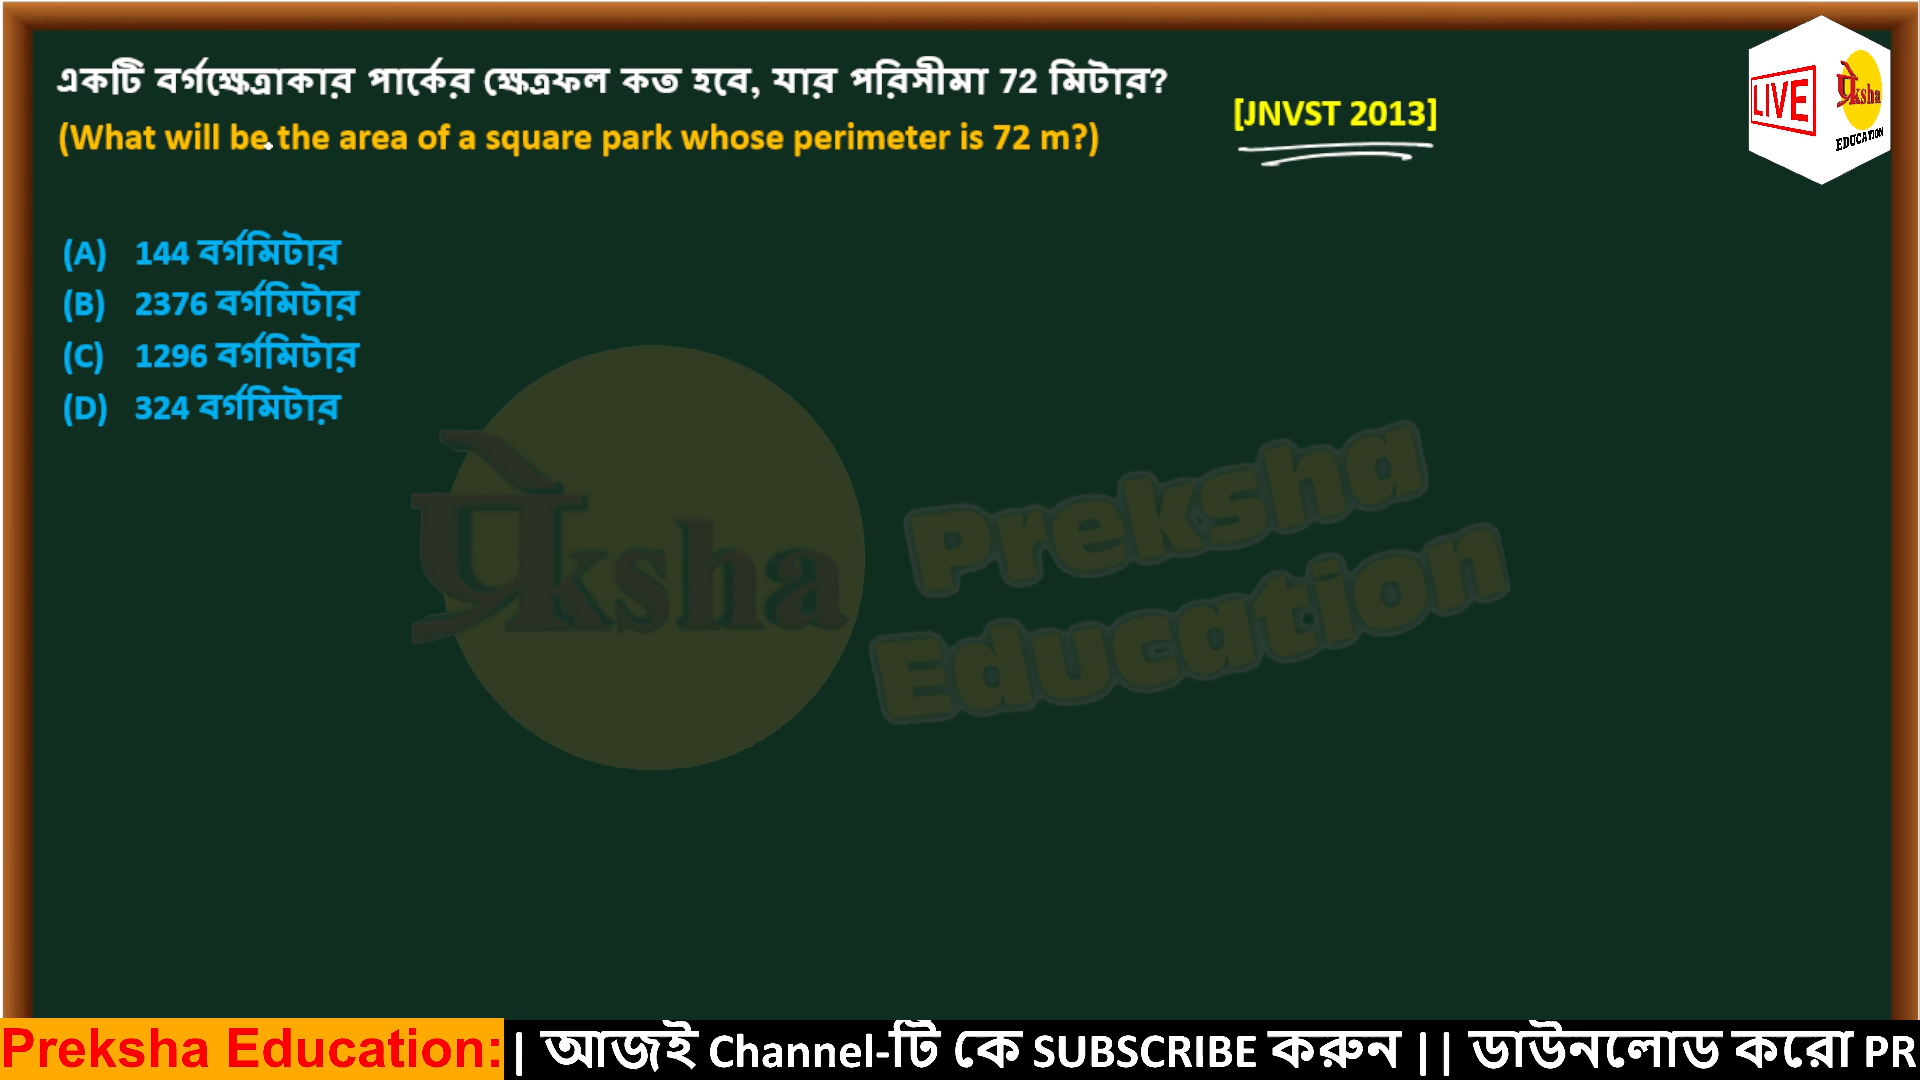 একটি বর্গক্ষেত্রাকার পার্কের ক্ষেত্রফল কত হবে, যার পরিসীমা 72 মিটার?
(What will be the area of a square park whose perimeter is 72 m?)
[JNVST 2013]
LIVE
प्रेksha
EDUCATION
(A) 144 বর্গমিটার
(B) 2376 বর্গমিটার
(C) 1296 বর্গমিটার
(D) 324 বর্গমিটার
प्रेksha
Preksha
Education
Preksha Education: | আজই Channel-টি কে SUBSCRIBE করুন || ডাউনলোড করো PR